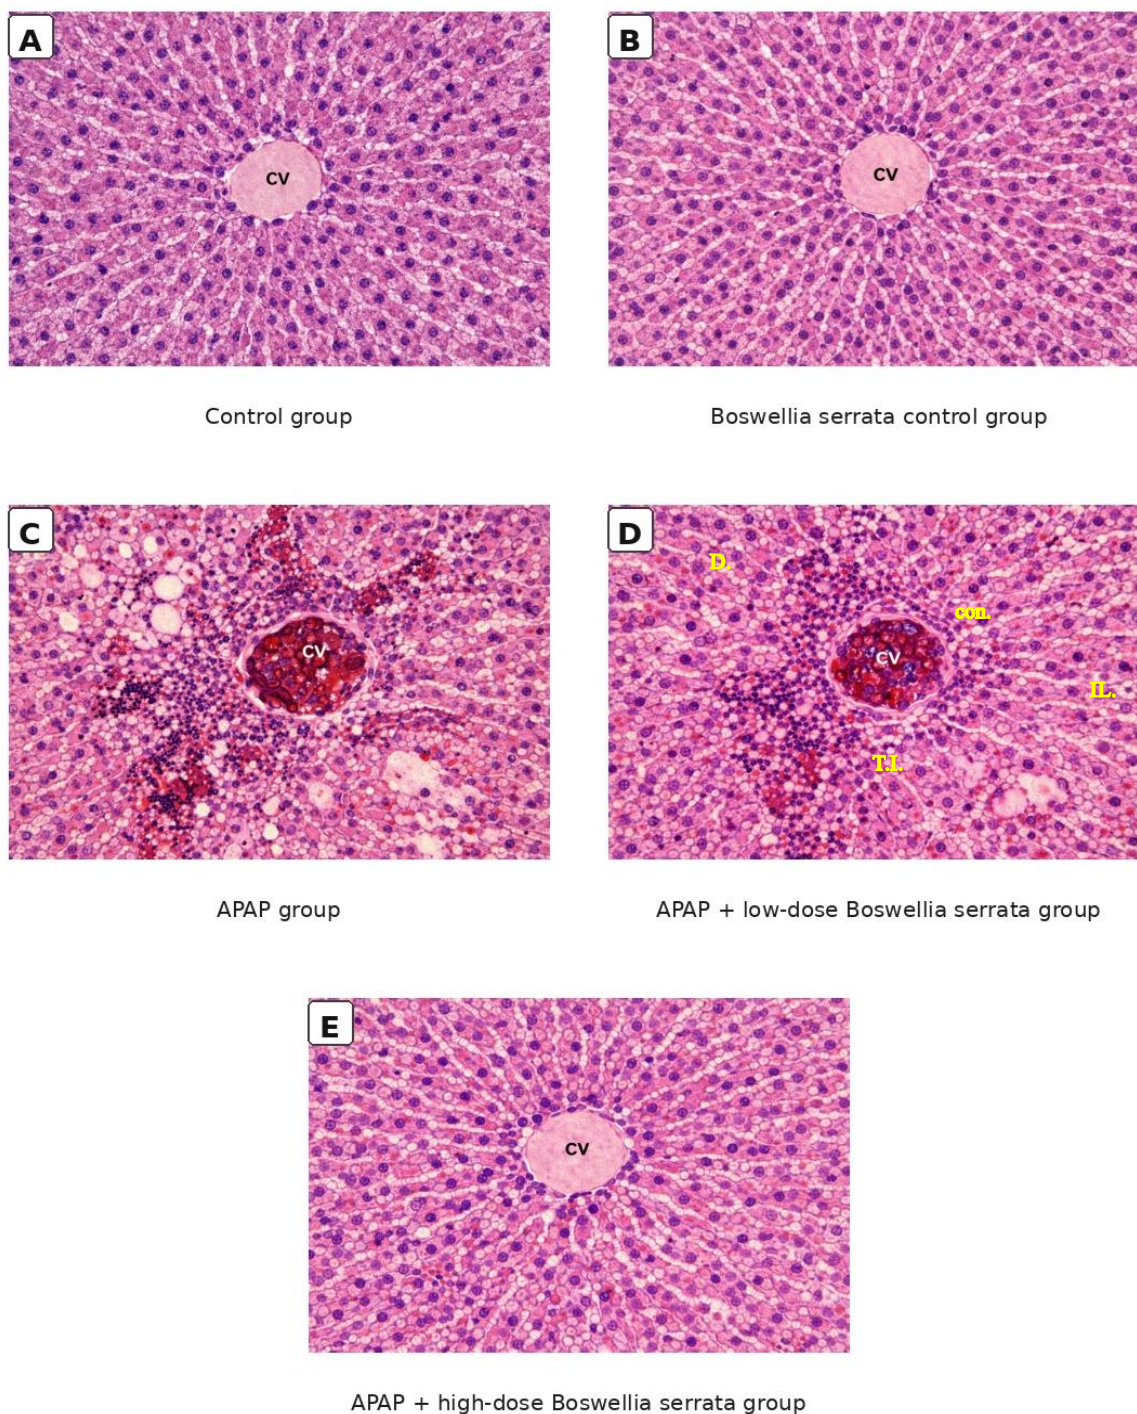 A
CV
B
CV
Control group
Boswellia serrata control group
C
CV
D
D.
con.
CV
IL.
T.I.
APAP group
APAP + low-dose Boswellia serrata group
E
CV
APAP + high-dose Boswellia serrata group